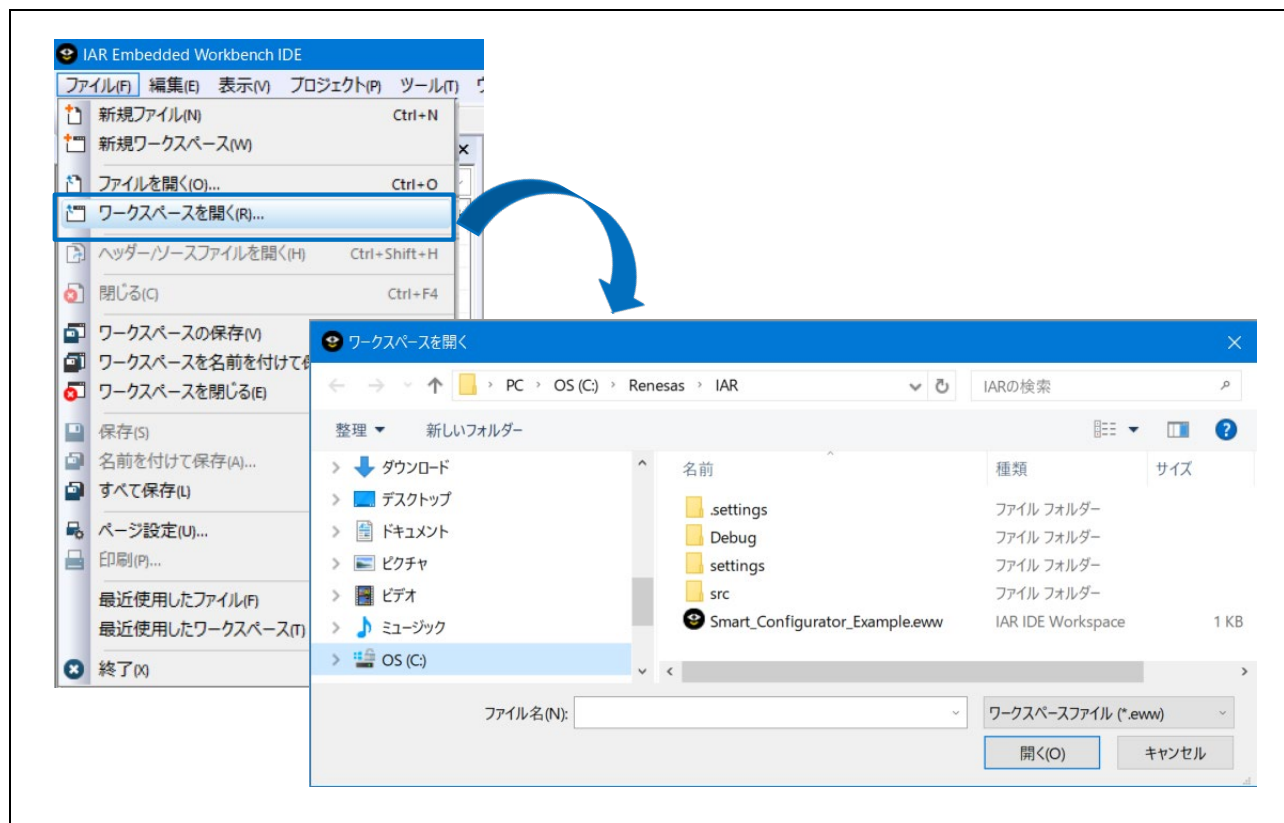 IAR Embedded Workbench IDE
ファイル(F) 編集(E) 表示(V) プロジェクト(P) ツール(T)
新規ファイル(N) Ctrl+N
新規ワークスペース(W)
ファイルを開く(O)... Ctrl+O
ワークスペースを開く(R)...
ヘッダー/ソースファイルを開く(H) Ctrl+Shift+H
閉じる(C) Ctrl+F4
ワークスペースの保存(V)
ワークスペースを名前を付けて
ワークスペースを閉じる(E)
保存(S)
名前を付けて保存(A)...
すべて保存(L)
ページ設定(U)...
印刷(P)...
最近使用したファイル(F)
最近使用したワークスペース(T)
終了(X)
ワークスペースを開く
PC › OS (C:) › Renesas › IAR IARの検索
整理 新しいフォルダー
名前 種類 サイズ
ダウンロード
デスクトップ
ドキュメント
ピクチャ
ビデオ
ミュージック
OS (C:)
.settings ファイル フォルダー
Debug ファイル フォルダー
settings ファイル フォルダー
src ファイル フォルダー
Smart_Configurator_Example.eww IAR IDE Workspace 1 KB
ファイル名(N): ワークスペースファイル (*.eww)
開く(O) キャンセル